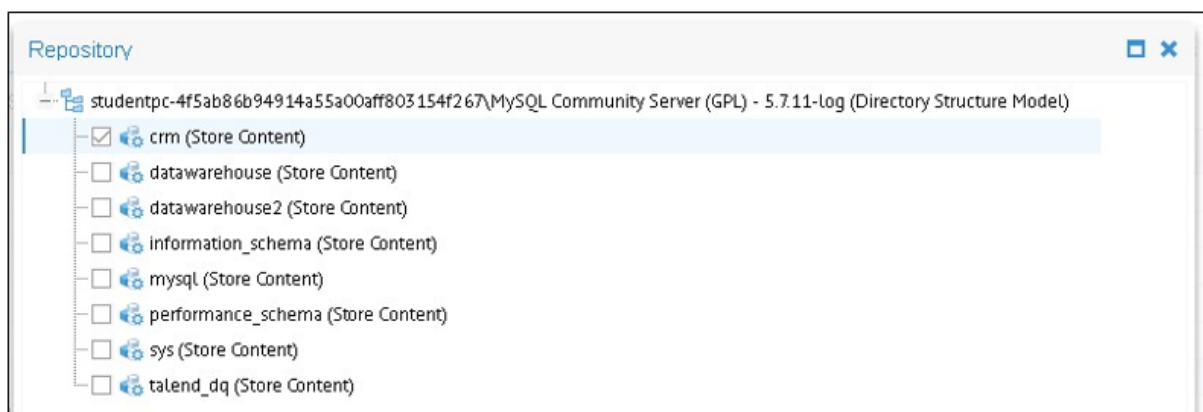 Repository
studentpc-4f5ab86b94914a55a00aff803154f267\MySQL Community Server (GPL) - 5.7.11-log (Directory Structure Model)
crm (Store Content)
datawarehouse (Store Content)
datawarehouse2 (Store Content)
information_schema (Store Content)
mysql (Store Content)
performance_schema (Store Content)
sys (Store Content)
talend_dq (Store Content)